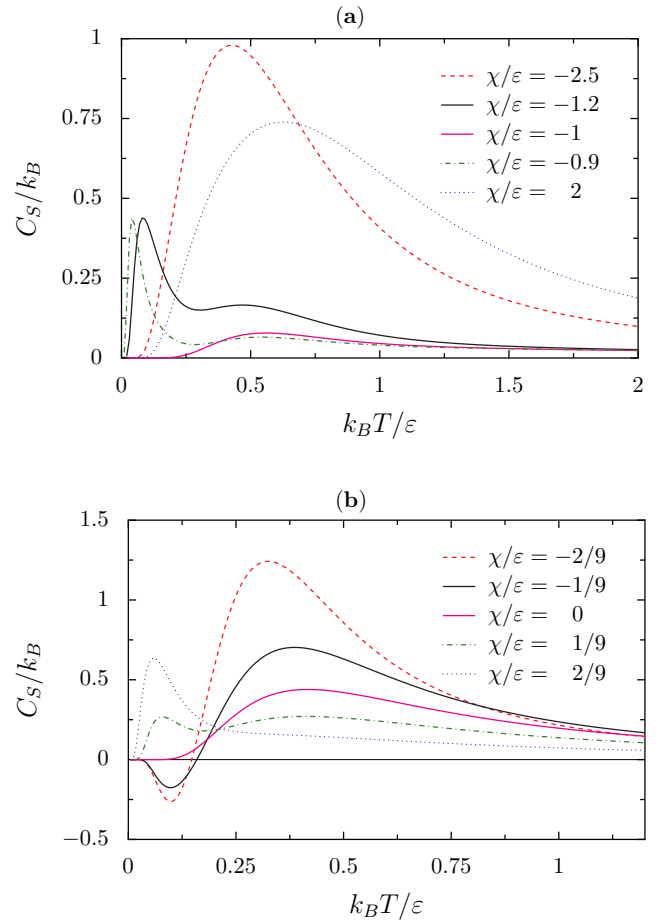 (a)
1
0.75
0.5
0.25
0
C_S/k_B
χ/ε = −2.5
χ/ε = −1.2
χ/ε = −1
χ/ε = −0.9
χ/ε = 2
0 0.5 1 1.5 2
k_BT/ε
(b)
1.5
1
0.5
0
−0.5
C_S/k_B
χ/ε = −2/9
χ/ε = −1/9
χ/ε = 0
χ/ε = 1/9
χ/ε = 2/9
0 0.25 0.5 0.75 1
k_BT/ε